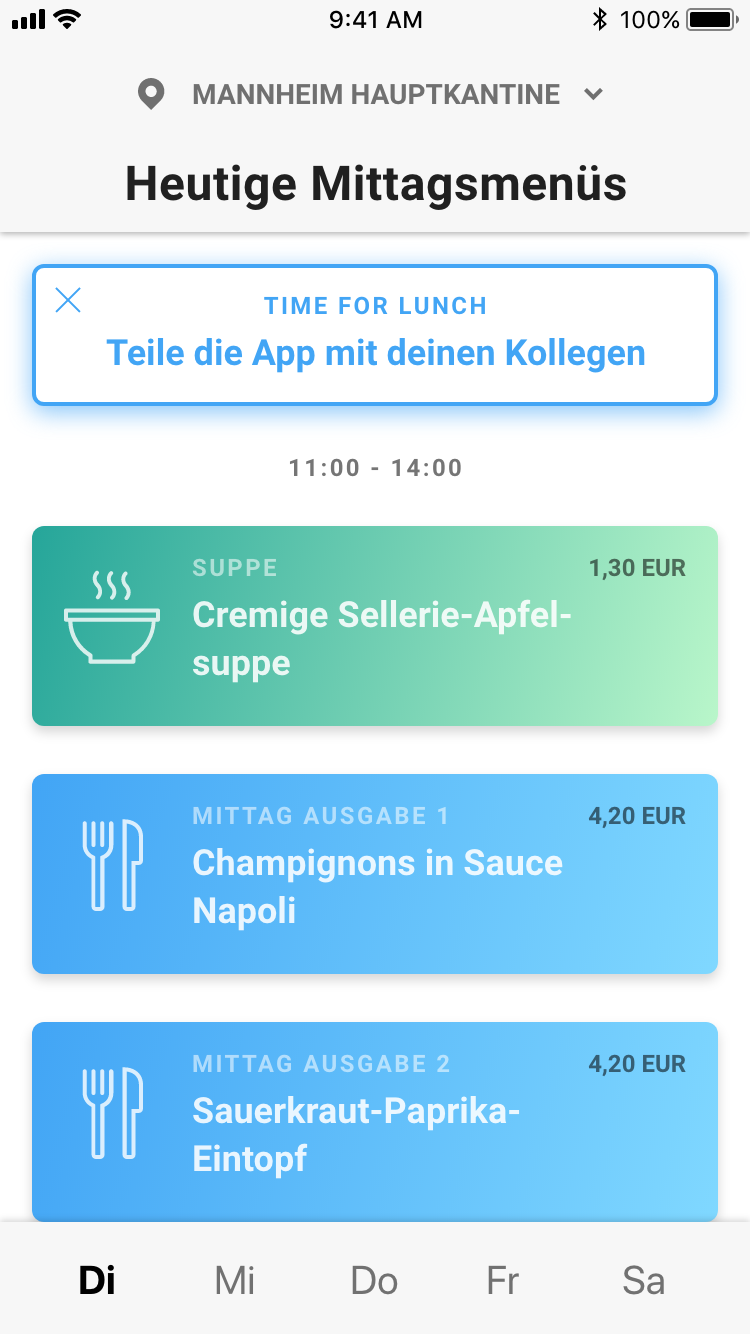 9:41 AM 100%
MANNHEIM HAUPTKANTINE
Heutige Mittagsmenüs
TIME FOR LUNCH
Teile die App mit deinen Kollegen
11:00 - 14:00
SUPPE 1,30 EUR
Cremige Sellerie-Apfel-
suppe
MITTAG AUSGABE 1 4,20 EUR
Champignons in Sauce
Napoli
MITTAG AUSGABE 2 4,20 EUR
Sauerkraut-Paprika-
Eintopf
Di Mi Do Fr Sa